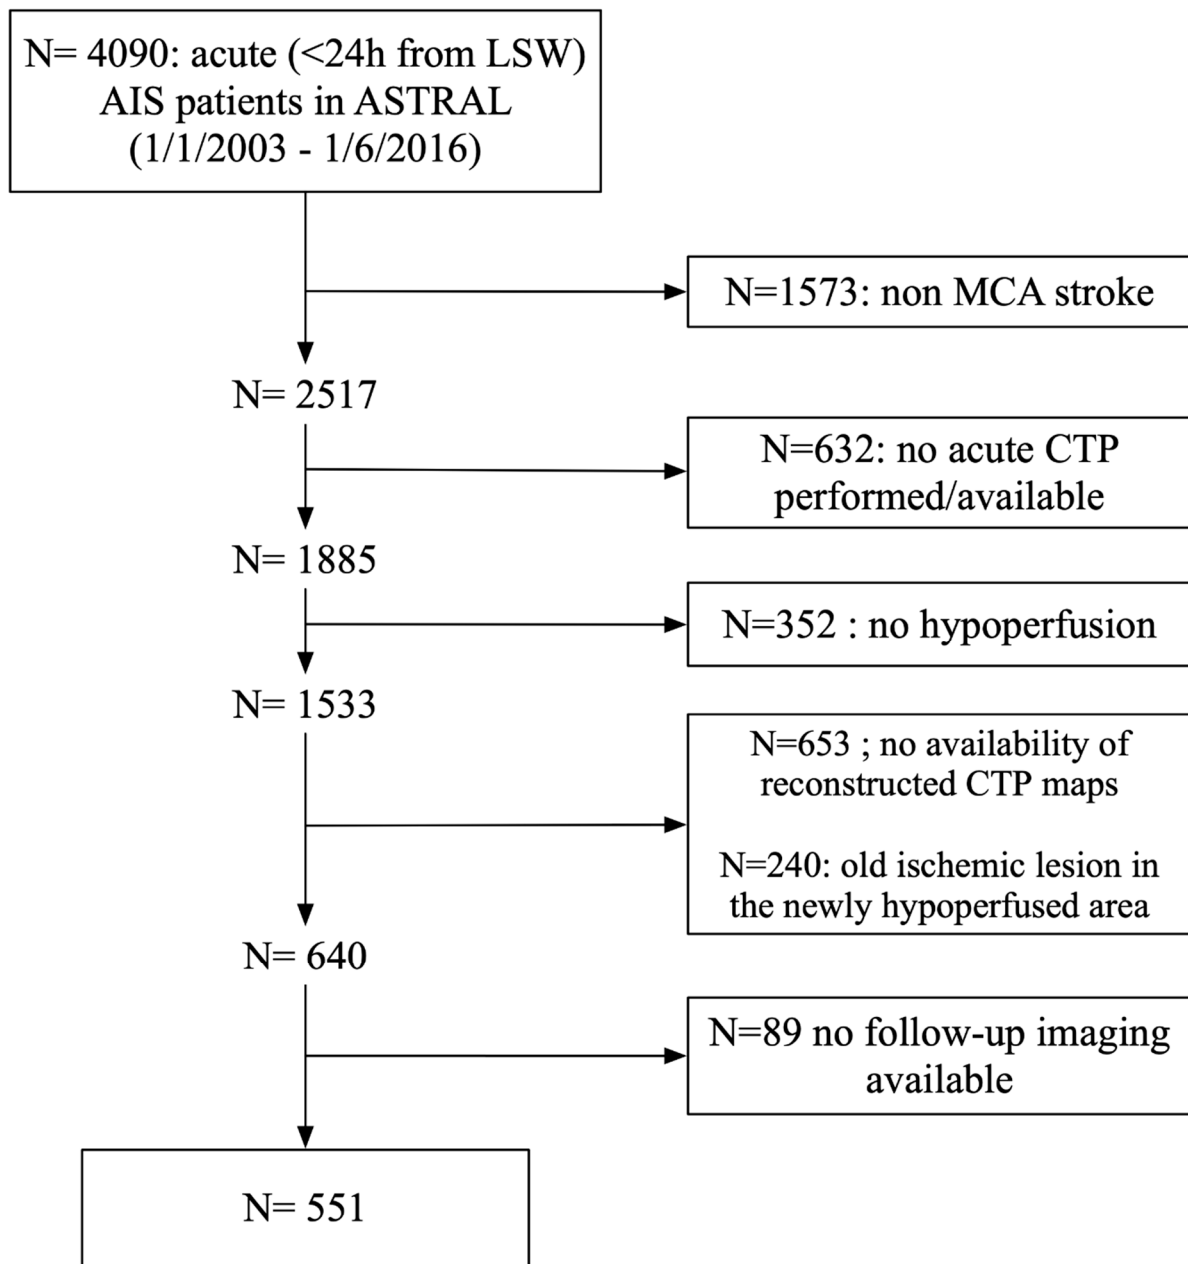 N= 4090: acute (<24h from LSW)
AIS patients in ASTRAL
(1/1/2003 - 1/6/2016)
N=1573: non MCA stroke
N= 2517
N=632: no acute CTP
performed/available
N= 1885
N=352 : no hypoperfusion
N= 1533
N=653 ; no availability of
reconstructed CTP maps
N=240: old ischemic lesion in
the newly hypoperfused area
N= 640
N=89 no follow-up imaging
available
N= 551